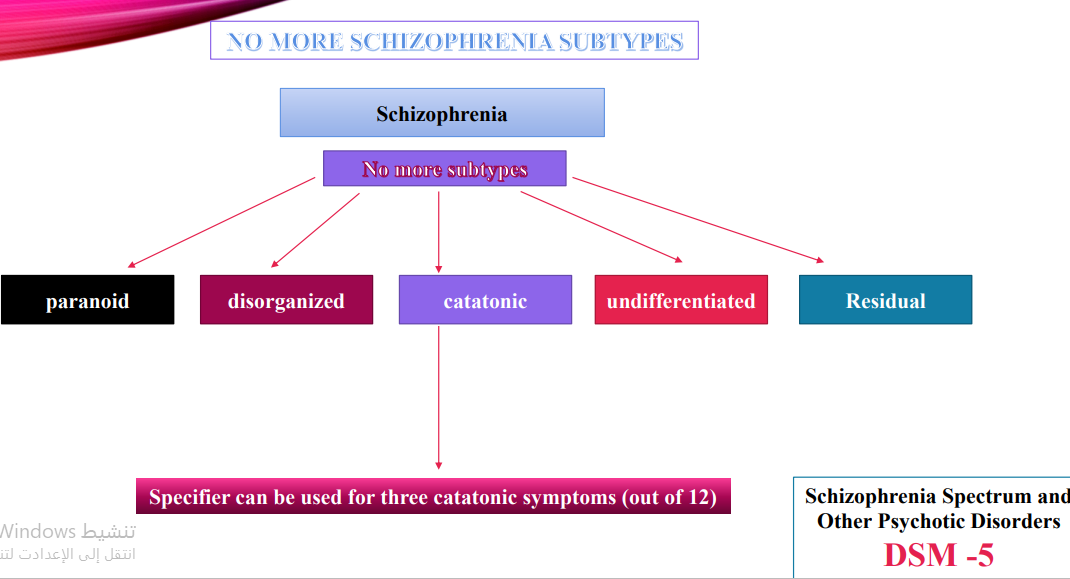 NO MORE SCHIZOPHRENIA SUBTYPES
Schizophrenia
No more subtypes
paranoid
disorganized
catatonic
undifferentiated
Residual
Specifier can be used for three catatonic symptoms (out of 12)
Schizophrenia Spectrum and
Other Psychotic Disorders
DSM -5
تنشيط Windows
انتقل إلى الإعدادت